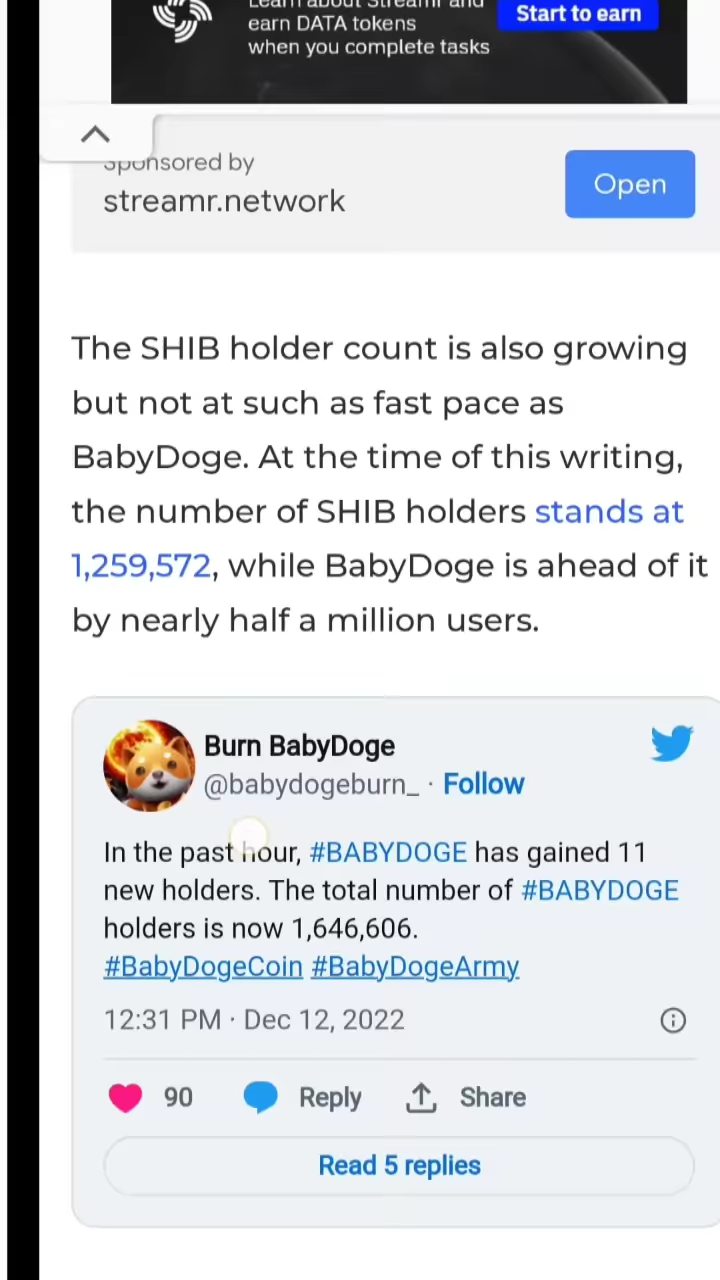 Learn about Streamr and
earn DATA tokens
when you complete tasks
Start to earn
Sponsored by
streamr.network
Open
The SHIB holder count is also growing
but not at such as fast pace as
BabyDoge. At the time of this writing,
the number of SHIB holders stands at
1,259,572, while BabyDoge is ahead of it
by nearly half a million users.
Burn BabyDoge
@babydogeburn_ · Follow
In the past hour, #BABYDOGE has gained 11
new holders. The total number of #BABYDOGE
holders is now 1,646,606.
#BabyDogeCoin #BabyDogeArmy
12:31 PM · Dec 12, 2022
90 Reply Share
Read 5 replies